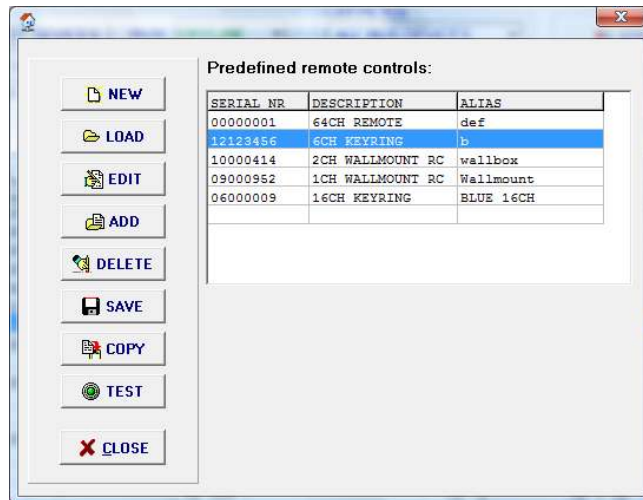 NEW
LOAD
EDIT
ADD
DELETE
SAVE
COPY
TEST
CLOSE
Predefined remote controls:
SERIAL NR DESCRIPTION ALIAS
00000001 64CH REMOTE def
12123456 6CH KEYRING b
10000414 2CH WALLMOUNT RC wallbox
09000952 1CH WALLMOUNT RC Wallmount
06000009 16CH KEYRING BLUE 16CH